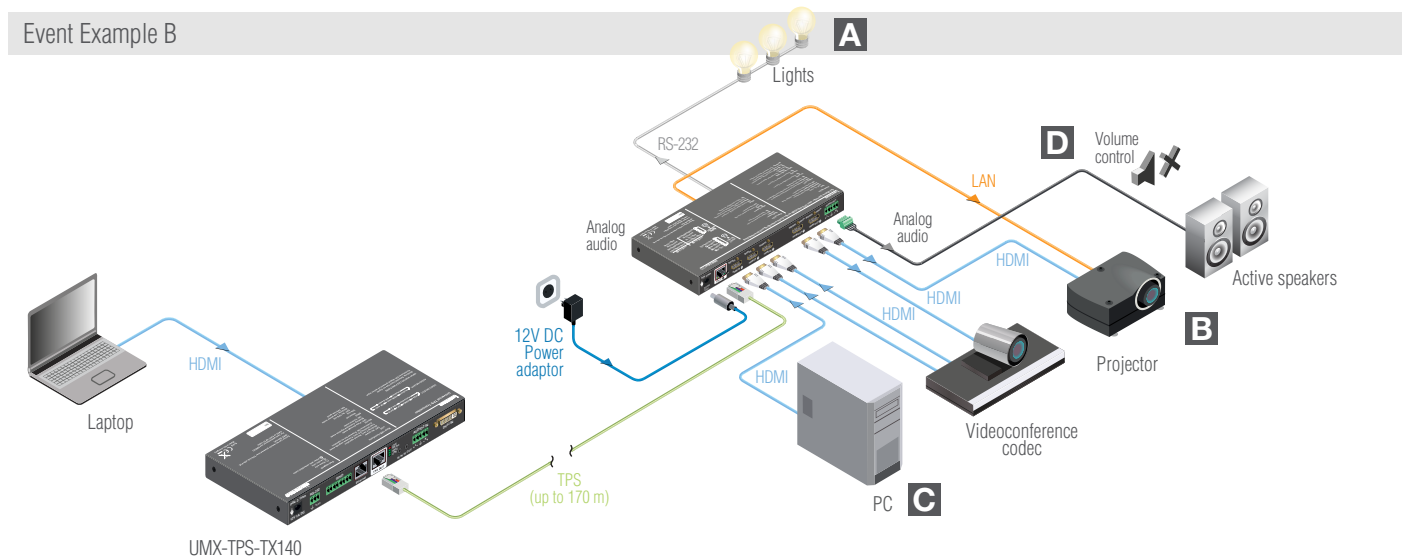 Event Example B
A
Lights
RS-232
D
Volume
control
LAN
Analog
audio
Analog
audio
HDMI
Active speakers
HDMI
HDMI
B
Projector
12V DC
Power
adaptor
HDMI
HDMI
Laptop
Videoconference
codec
TPS
(up to 170 m)
PC
C
UMX-TPS-TX140